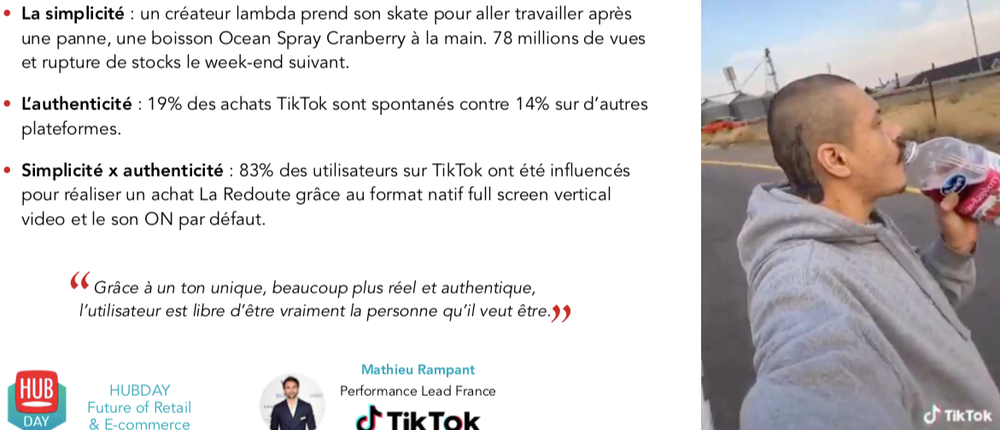 • La simplicité : un créateur lambda prend son skate pour aller travailler après
une panne, une boisson Ocean Spray Cranberry à la main. 78 millions de vues
et rupture de stocks le week-end suivant.
• L’authenticité : 19% des achats TikTok sont spontanés contre 14% sur d’autres
plateformes.
• Simplicité x authenticité : 83% des utilisateurs sur TikTok ont été influencés
pour réaliser un achat La Redoute grâce au format natif full screen vertical
video et le son ON par défaut.
“ Grâce à un ton unique, beaucoup plus réel et authentique,
l’utilisateur est libre d’être vraiment la personne qu’il veut être.”
HUB
DAY
HUBDAY
Future of Retail
& E-commerce
Mathieu Rampant
Performance Lead France
TikTok
TikTok